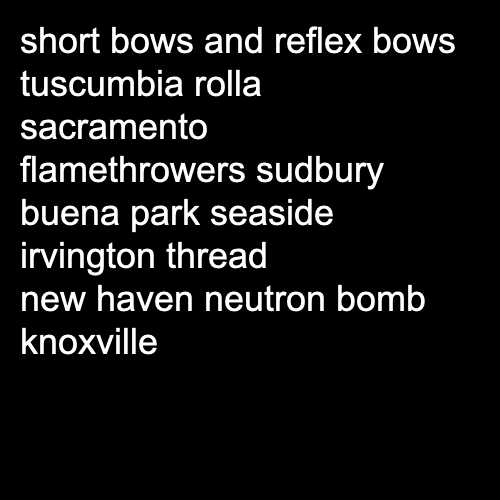 short bows and reflex bows
tuscumbia rolla
sacramento
flamethrowers sudbury
buena park seaside
irvington thread
new haven neutron bomb
knoxville